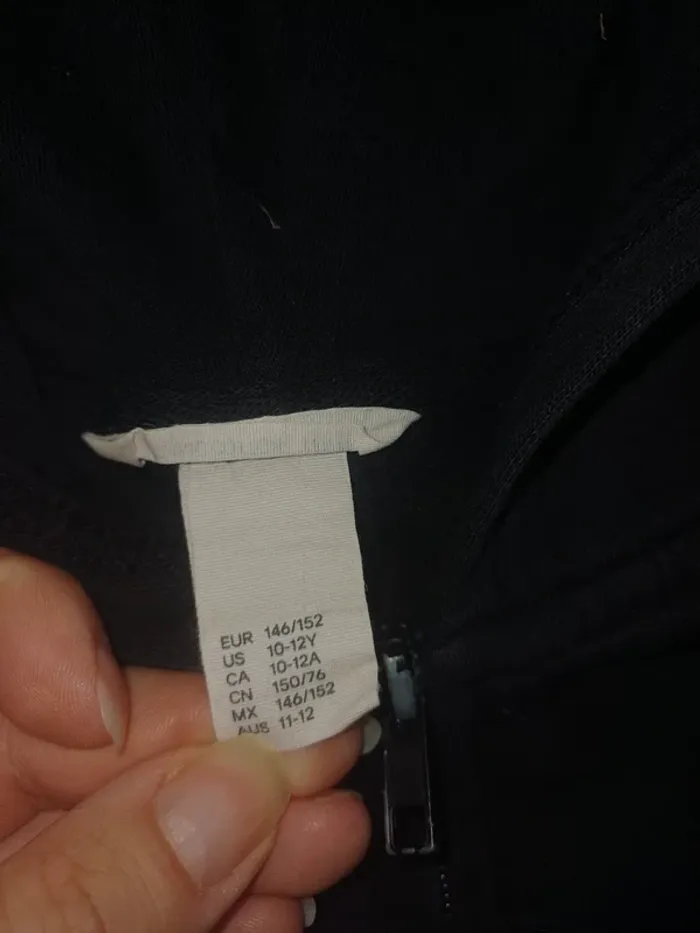 EUR 146/152
US 10-12Y
CA 10-12A
CN 150/76
MX 146/152
AUS 11-12